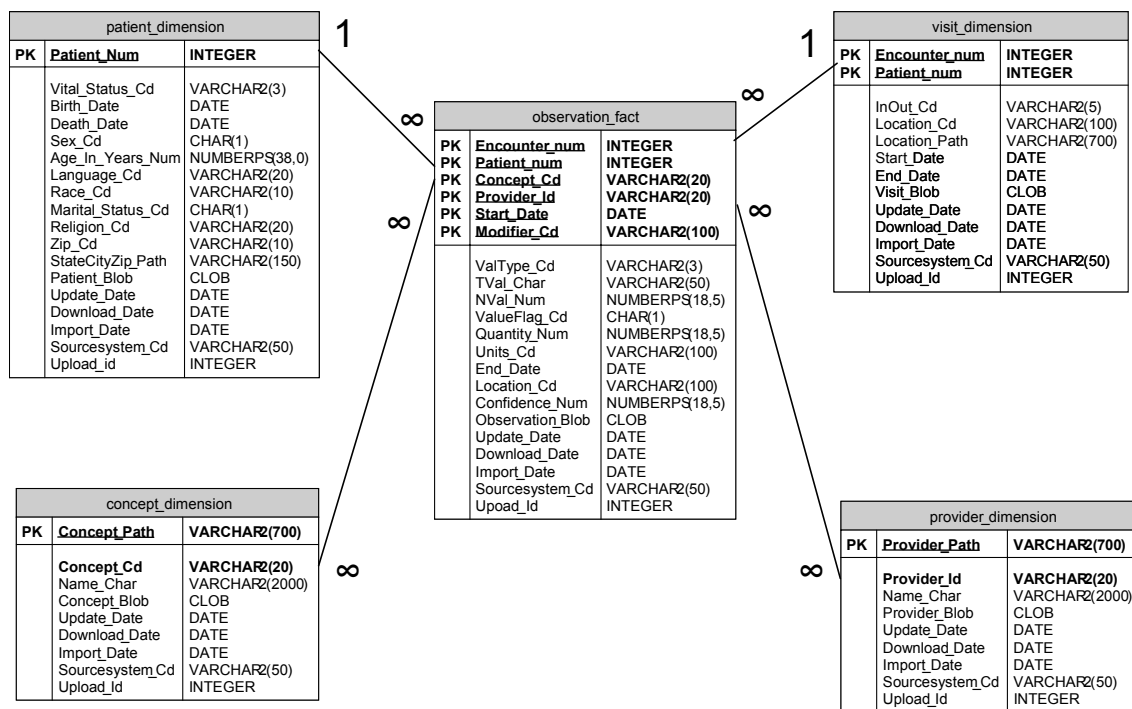 patient_dimension
PK Patient_Num INTEGER
Vital_Status_Cd VARCHAR2(3)
Birth_Date DATE
Death_Date DATE
Sex_Cd CHAR(1)
Age_In_Years_Num NUMBERPS(38,0)
Language_Cd VARCHAR2(20)
Race_Cd VARCHAR2(10)
Marital_Status_Cd CHAR(1)
Religion_Cd VARCHAR2(20)
Zip_Cd VARCHAR2(10)
StateCityZip_Path VARCHAR2(150)
Patient_Blob CLOB
Update_Date DATE
Download_Date DATE
Import_Date DATE
Sourcesystem_Cd VARCHAR2(50)
Upload_id INTEGER
1
∞
∞
observation_fact
PK Encounter_num INTEGER
PK Patient_num INTEGER
PK Concept_Cd VARCHAR2(20)
PK Provider_Id VARCHAR2(20)
PK Start_Date DATE
PK Modifier_Cd VARCHAR2(100)
ValType_Cd VARCHAR2(3)
TVal_Char VARCHAR2(50)
NVal_Num NUMBERPS(18,5)
ValueFlag_Cd CHAR(1)
Quantity_Num NUMBERPS(18,5)
Units_Cd VARCHAR2(100)
End_Date DATE
Location_Cd VARCHAR2(100)
Confidence_Num NUMBERPS(18,5)
Observation_Blob CLOB
Update_Date DATE
Download_Date DATE
Import_Date DATE
Sourcesystem_Cd VARCHAR2(50)
Upoad_Id INTEGER
1
∞
∞
visit_dimension
PK Encounter_num INTEGER
PK Patient_num INTEGER
InOut_Cd VARCHAR2(5)
Location_Cd VARCHAR2(100)
Location_Path VARCHAR2(700)
Start_Date DATE
End_Date DATE
Visit_Blob CLOB
Update_Date DATE
Download_Date DATE
Import_Date DATE
Sourcesystem_Cd VARCHAR2(50)
Upload_Id INTEGER
concept_dimension
PK Concept_Path VARCHAR2(700)
Concept_Cd VARCHAR2(20)
Name_Char VARCHAR2(2000)
Concept_Blob CLOB
Update_Date DATE
Download_Date DATE
Import_Date DATE
Sourcesystem_Cd VARCHAR2(50)
Upload_Id INTEGER
∞
∞
provider_dimension
PK Provider_Path VARCHAR2(700)
Provider_Id VARCHAR2(20)
Name_Char VARCHAR2(2000)
Provider_Blob CLOB
Update_Date DATE
Download_Date DATE
Import_Date DATE
Sourcesystem_Cd VARCHAR2(50)
Upload_Id INTEGER